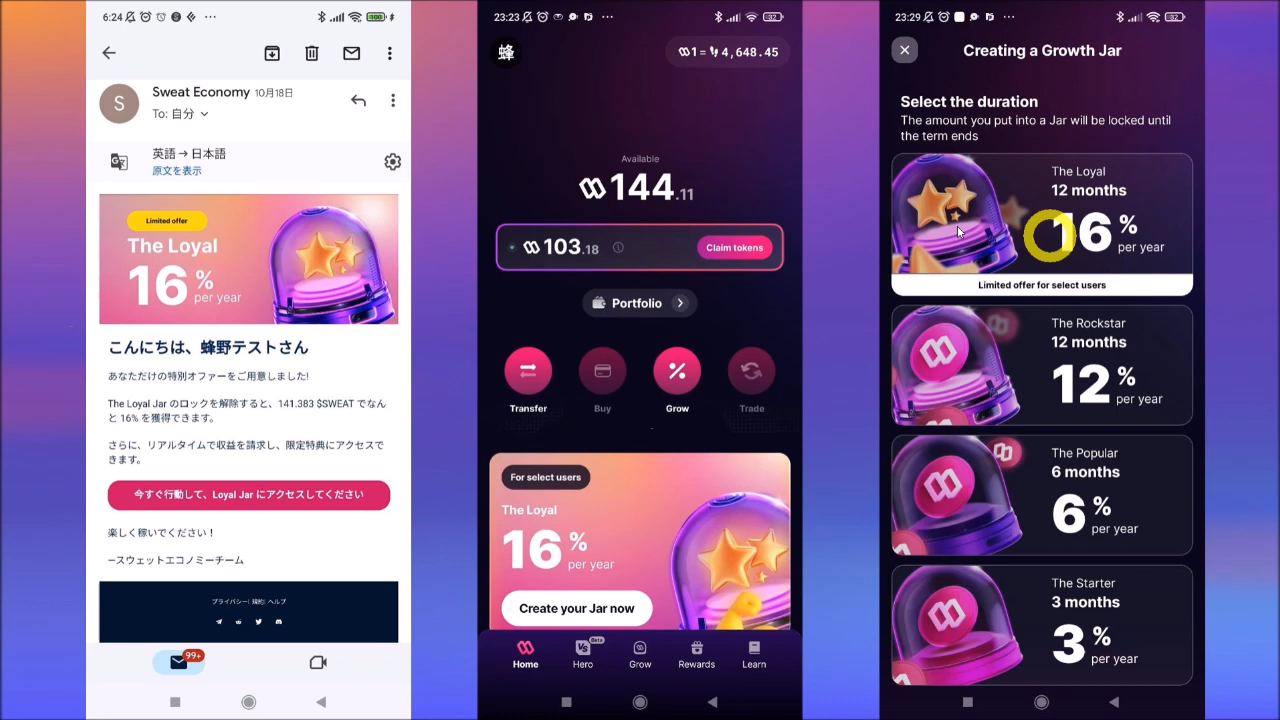 6:24
100
S
Sweat Economy 10月18日
To: 自分
英語 → 日本語
原文を表示
Limited offer
The Loyal
16 % per year
こんにちは、蜂野テストさん
あなただけの特別オファーをご用意しました!
The Loyal Jar のロックを解除すると、141.383 $SWEAT でなん
と 16% を獲得できます。
さらに、リアルタイムで収益を請求し、限定特典にアクセスで
きます。
今すぐ行動して、Loyal Jar にアクセスしてください
楽しく稼いでください！
ースウェットエコノミーチーム
プライバシー| 規約| ヘルプ
99+
23:23
32
蜂
1 = 4,648.45
Available
144.11
103.18
Claim tokens
Portfolio
Transfer
Buy
Grow
Trade
For select users
The Loyal
16 % per year
Create your Jar now
Home
VS
Beta
Hero
Grow
Rewards
Learn
23:29
32
Creating a Growth Jar
Select the duration
The amount you put into a Jar will be locked until
the term ends
The Loyal
12 months
16 % per year
Limited offer for select users
The Rockstar
12 months
12 % per year
The Popular
6 months
6 % per year
The Starter
3 months
3 % per year